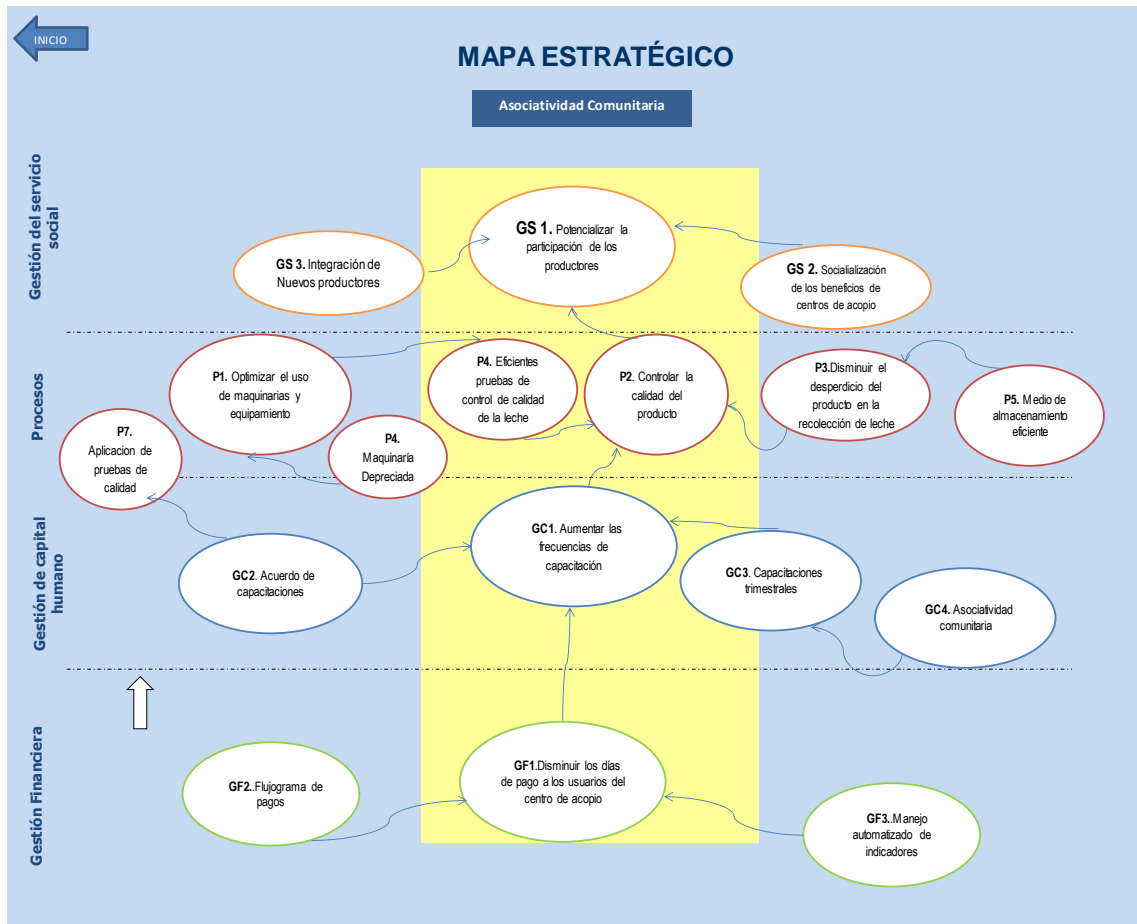 INICIO
MAPA ESTRATÉGICO
Asociatividad Comunitaria
Gestión del servicio
social
GS 1. Potencializar la
participación de los
productores
GS 3. Integración de
Nuevos productores
GS 2. Socialialización
de los beneficios de
centros de acopio
Procesos
P1. Optimizar el uso
de maquinarias y
equipamiento
P4. Eficientes
pruebas de
control de calidad
de la leche
P2. Controlar la
calidad del
producto
P3.Disminuir el
desperdicio del
producto en la
recolección de leche
P5. Medio de
almacenamiento
eficiente
P7.
Aplicacion de
pruebas de
calidad
P4.
Maquinaría
Depreciada
Gestión de capital
humano
GC1. Aumentar las
frecuencias de
capacitación
GC2. Acuerdo de
capacitaciones
GC3. Capacitaciones
trimestrales
GC4. Asociatividad
comunitaria
Gestión Financiera
GF2..Flujograma de
pagos
GF1.Disminuir los días
de pago a los usuarios del
centro de acopio
GF3..Manejo
automatizado de
indicadores